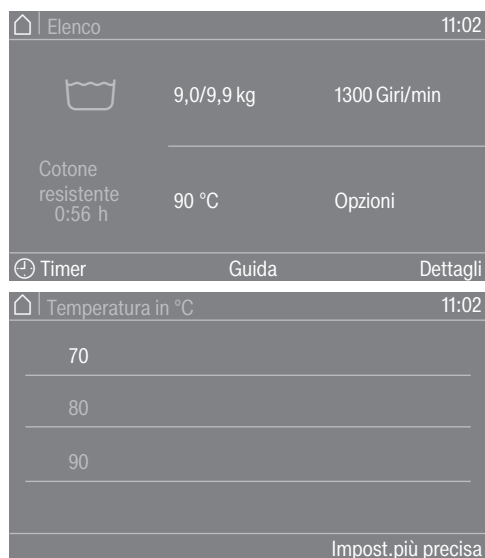 Elenco 11:02
9,0/9,9 kg 1300 Giri/min
Cotone
resistente
0:56 h
90 °C Opzioni
Timer Guida Dettagli
Temperatura in °C 11:02
70
80
90
Impost.più precisa